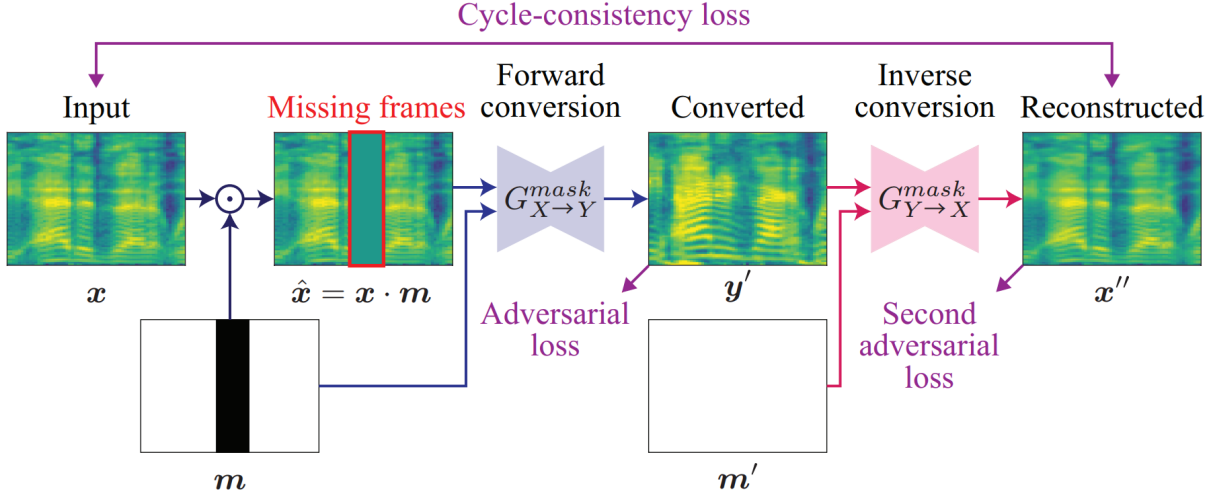 Cycle-consistency loss
Input
Missing frames
Forward
conversion
Converted
Inverse
conversion
Reconstructed
G^{mask}_{X→Y}
G^{mask}_{Y→X}
x
x̂ = x · m
y′
x′′
Adversarial
loss
Second
adversarial
loss
m
m′